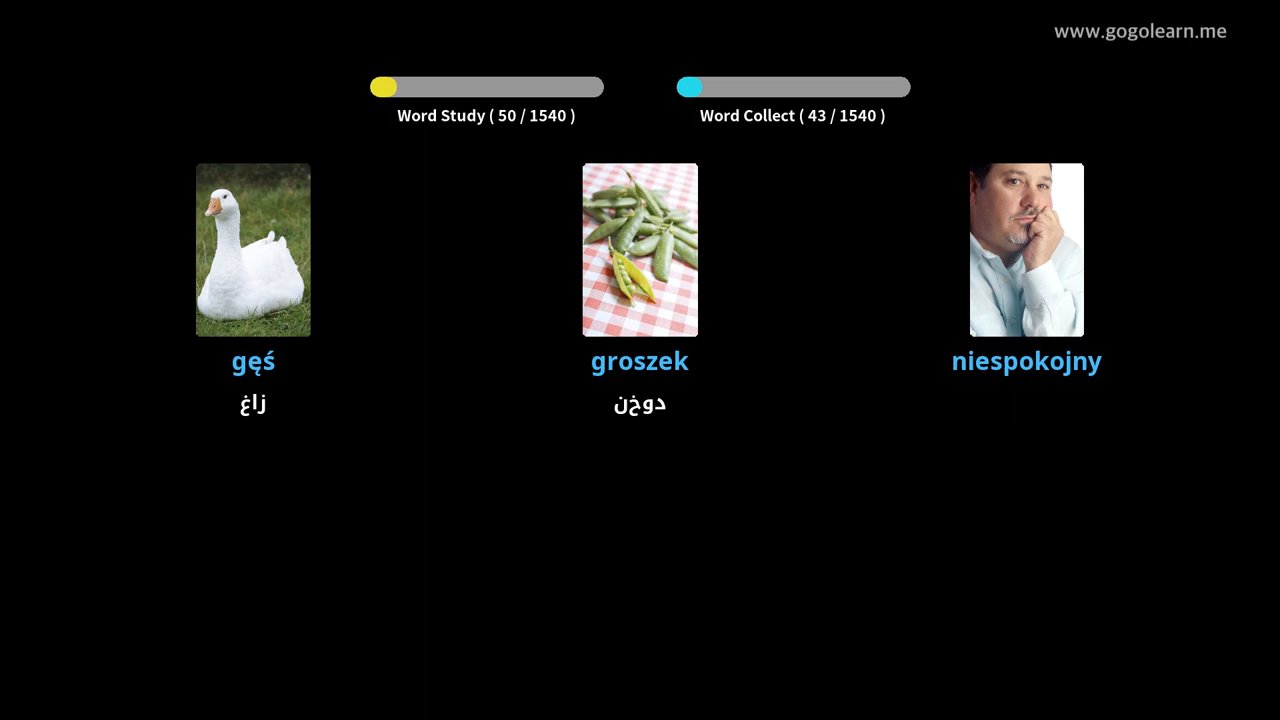 www.gogolearn.me
Word Study ( 50 / 1540 )
Word Collect ( 43 / 1540 )
gęś
groszek
niespokojny
زاغ
دوخن